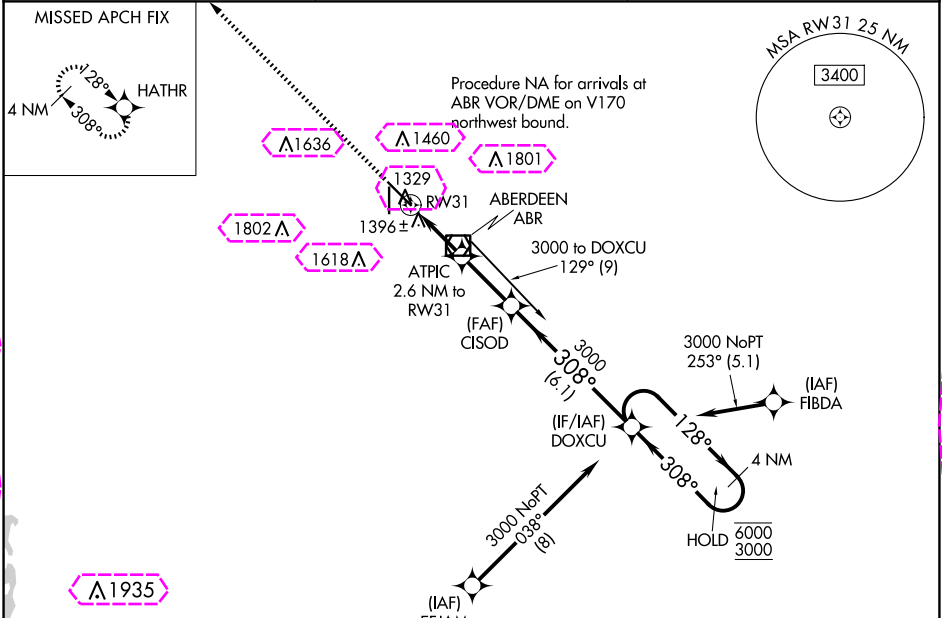 MISSED APCH FIX
128°
HATHR
4 NM
308°
MSA RW31 25 NM
3400
Procedure NA for arrivals at
ABR VOR/DME on V170
northwest bound.
1636
1460
1801
1329
RW31
1396±
ABERDEEN
ABR
1802
1618
3000 to DOXCU
129° (9)
ATPIC
2.6 NM to
RW31
(FAF)
CISOD
3000
308°
(6.1)
3000 NoPT
253° (5.1)
(IAF)
FIBDA
(IF/IAF)
DOXCU
128°
308°
4 NM
HOLD
6000
3000
3000 NoPT
038°
(8)
1935
(IAF)